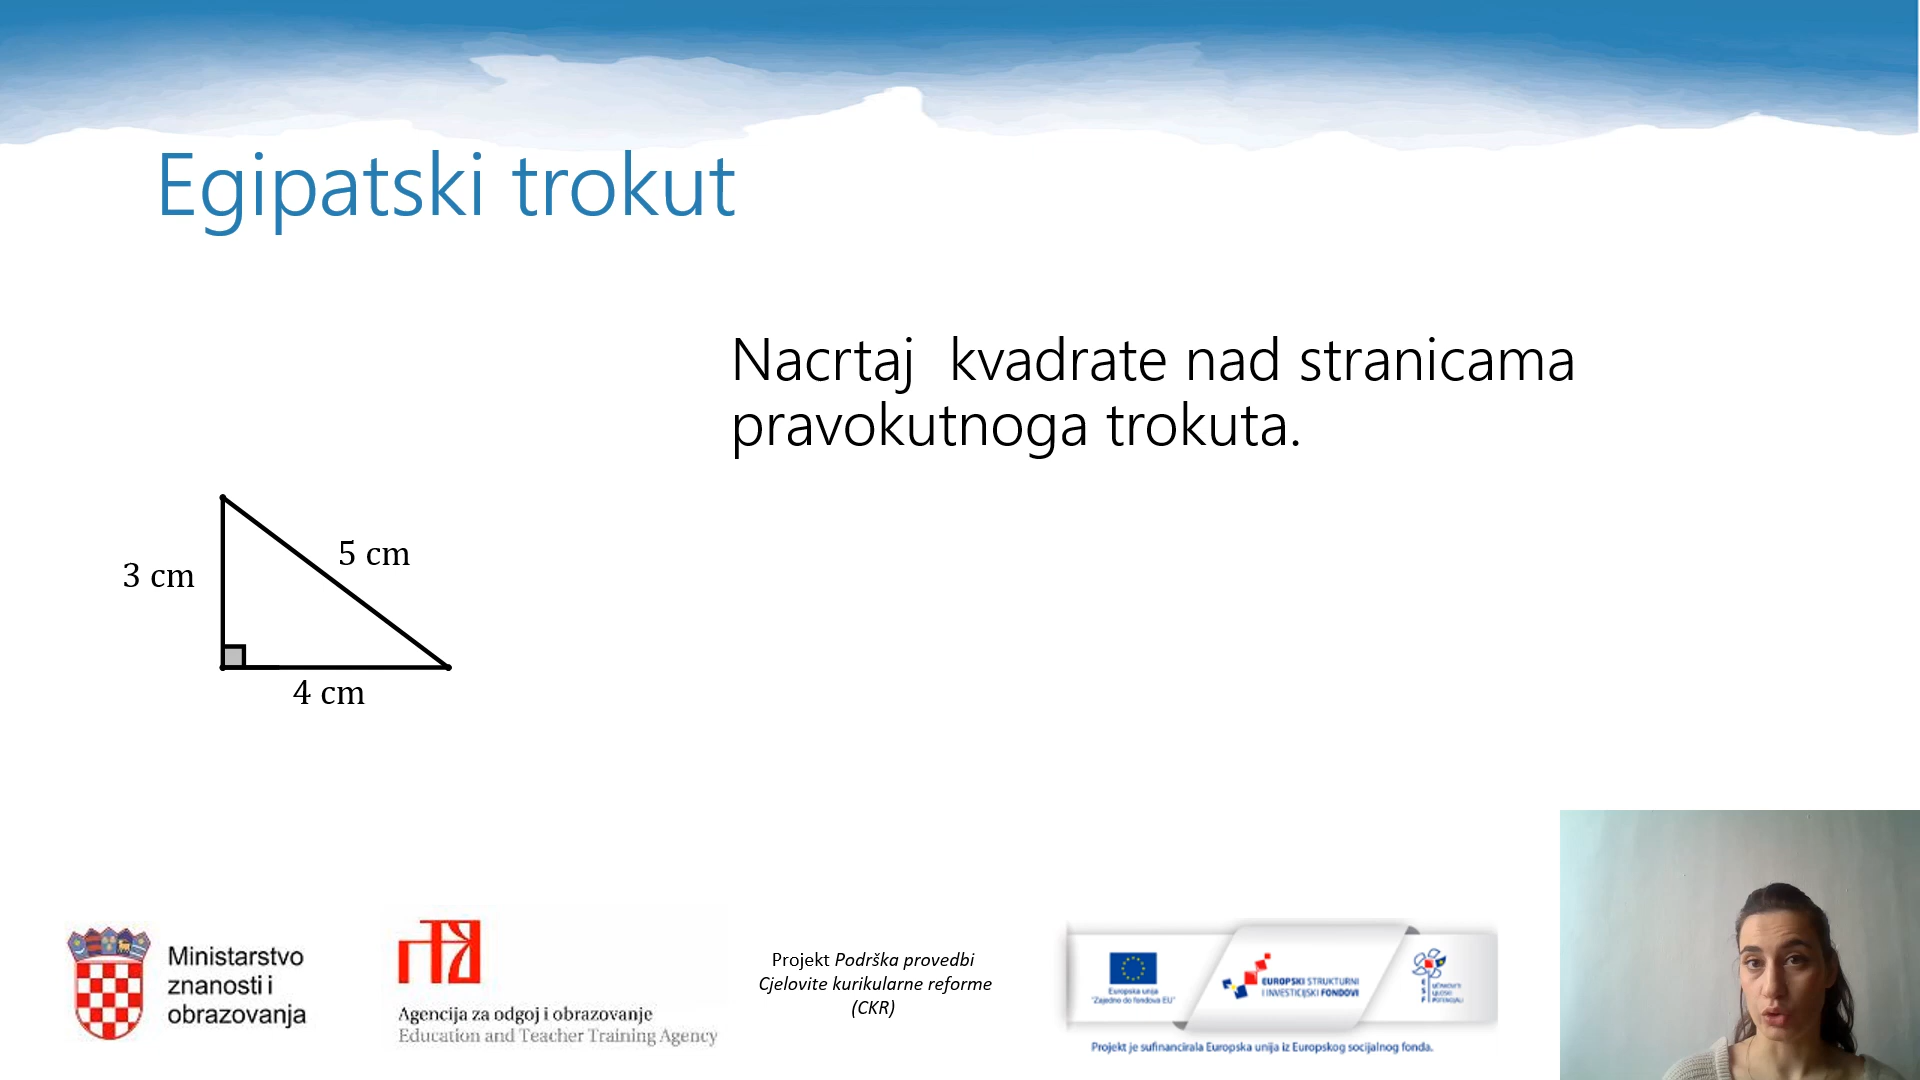 Egipatski trokut
Nacrtaj kvadrate nad stranicama
pravokutnoga trokuta.
5 cm
3 cm
4 cm
Ministarstvo
znanosti i
obrazovanja
Agencija za odgoj i obrazovanje
Education and Teacher Training Agency
Projekt Podrška provedbi
Cjelovite kurikularne reforme
(CKR)
Europska unija
"Zajedno do fondova EU"
EUROPSKI STRUKTURNI
I INVESTICIJSKI FONDOVI
Projekt je sufinancirala Europska unija iz Europskog socijalnog fonda.